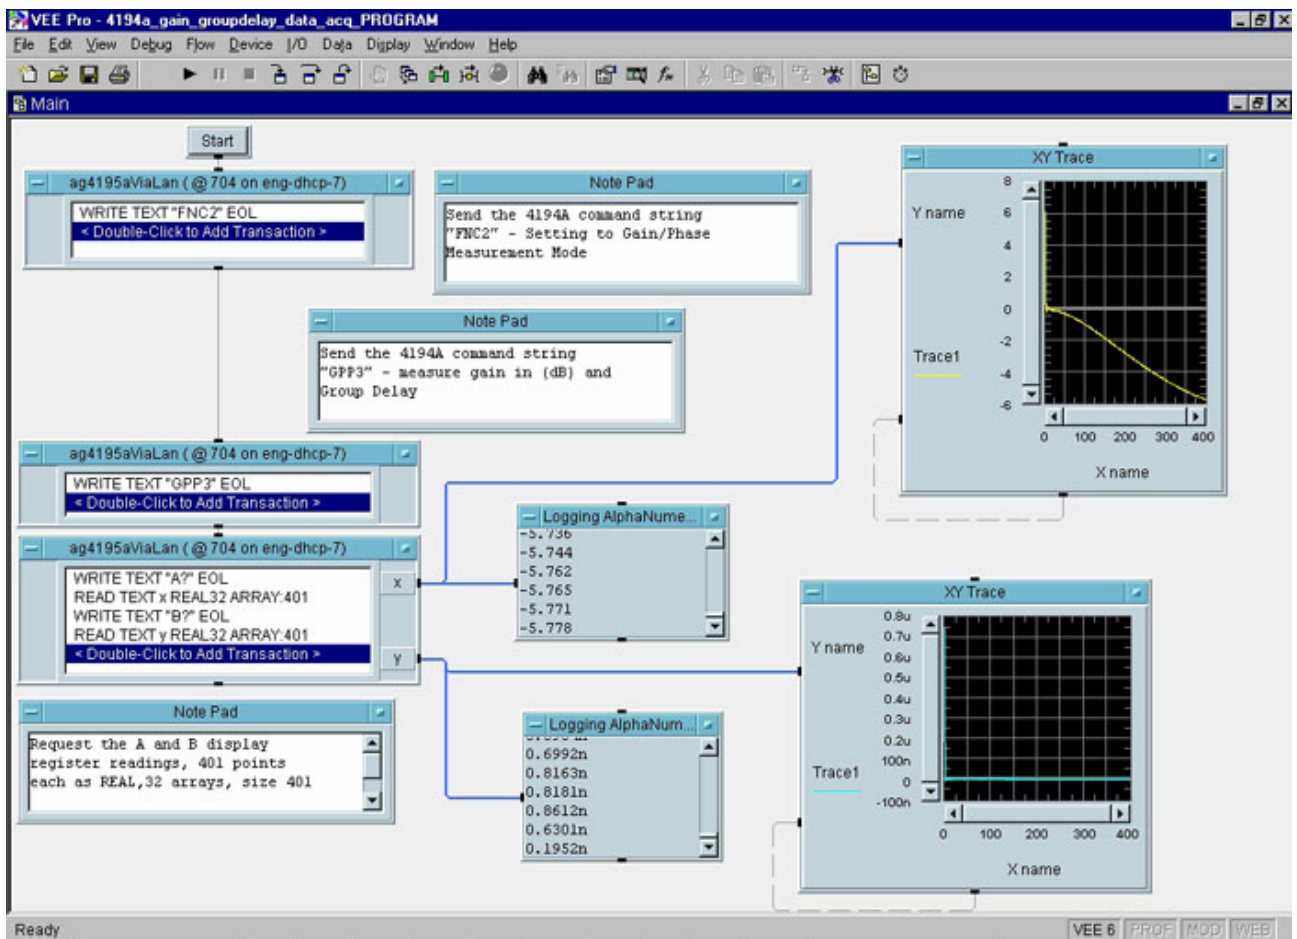 VEE Pro - 4194a_gain_groupdelay_data_acq_PROGRAM
File Edit View Debug Flow Device I/O Data Display Window Help
Main
Start
ag4195aViaLan ( @ 704 on eng-dhcp-7)
WRITE TEXT "FNC2" EOL
< Double-Click to Add Transaction >
Note Pad
Send the 4194A command string
"FNC2" - Setting to Gain/Phase
Measurement Mode
Note Pad
Send the 4194A command string
"GPP3" - measure gain in (dB) and
Group Delay
XY Trace
Y name
Trace1
8
6
4
2
0
-2
-4
-6
0 100 200 300 400
X name
ag4195aViaLan ( @ 704 on eng-dhcp-7)
WRITE TEXT "GPP3" EOL
< Double-Click to Add Transaction >
ag4195aViaLan ( @ 704 on eng-dhcp-7)
WRITE TEXT "A?" EOL
READ TEXT x REAL32 ARRAY:401
WRITE TEXT "B?" EOL
READ TEXT y REAL32 ARRAY:401
< Double-Click to Add Transaction >
x
y
Logging AlphaNume...
-5.736
-5.744
-5.762
-5.765
-5.771
-5.778
XY Trace
Y name
Trace1
0.8u
0.7u
0.6u
0.5u
0.4u
0.3u
0.2u
100n
0
-100n
0 100 200 300 400
X name
Note Pad
Request the A and B display
register readings, 401 points
each as REAL,32 arrays, size 401
Logging AlphaNum...
0.6992n
0.8163n
0.8181n
0.8612n
0.6301n
0.1952n
Ready
VEE 6 PROF MOD WEB